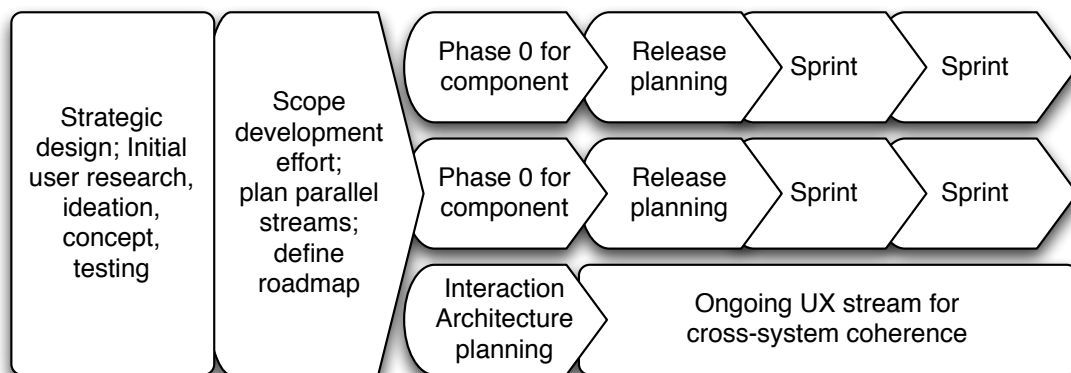 Strategic
design; Initial
user research,
ideation,
concept,
testing
Scope
development
effort;
plan parallel
streams;
define
roadmap
Phase 0 for
component
Release
planning
Sprint
Sprint
Phase 0 for
component
Release
planning
Sprint
Sprint
Interaction
Architecture
planning
Ongoing UX stream for
cross-system coherence